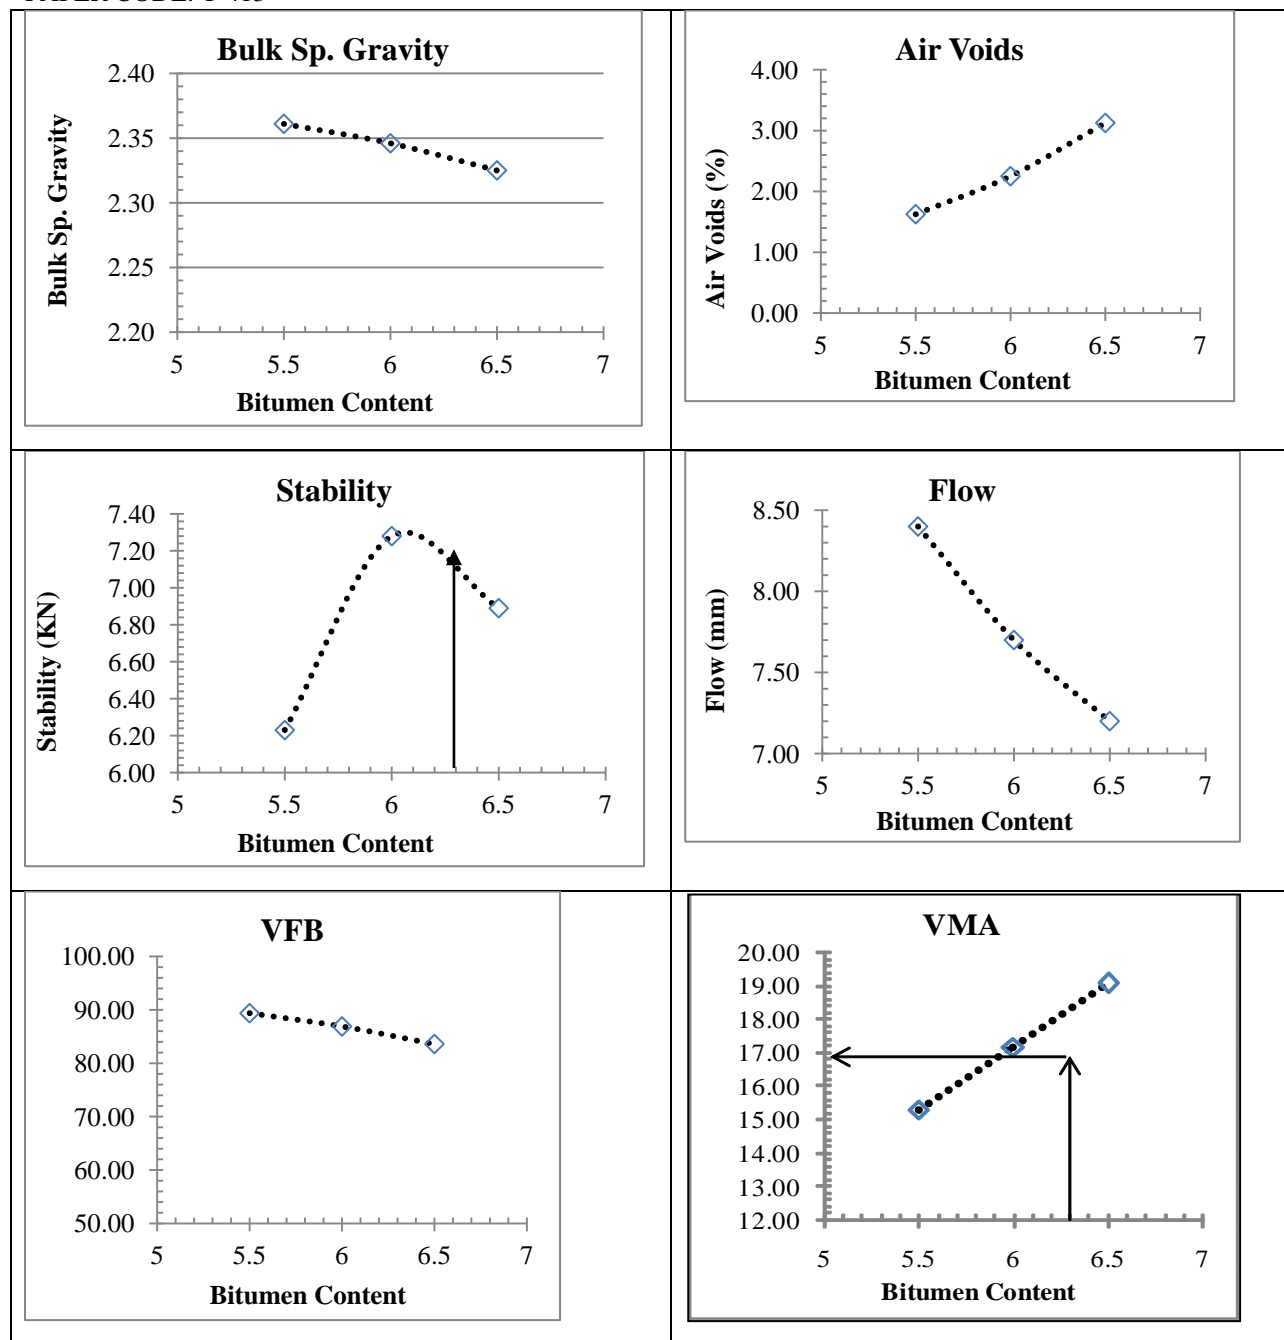 Bulk Sp. Gravity
2.40
2.35
2.30
2.25
2.20
5 5.5 6 6.5 7
Bulk Sp. Gravity
Bitumen Content
Air Voids
4.00
3.00
2.00
1.00
0.00
5 5.5 6 6.5 7
Air Voids (%)
Bitumen Content
Stability
7.40
7.20
7.00
6.80
6.60
6.40
6.20
6.00
5 5.5 6 6.5 7
Stability (KN)
Bitumen Content
Flow
8.50
8.00
7.50
7.00
5 5.5 6 6.5 7
Flow (mm)
Bitumen Content
VFB
100.00
90.00
80.00
70.00
60.00
50.00
5 5.5 6 6.5 7
Bitumen Content
VMA
20.00
19.00
18.00
17.00
16.00
15.00
14.00
13.00
12.00
5 5.5 6 6.5 7
Bitumen Content